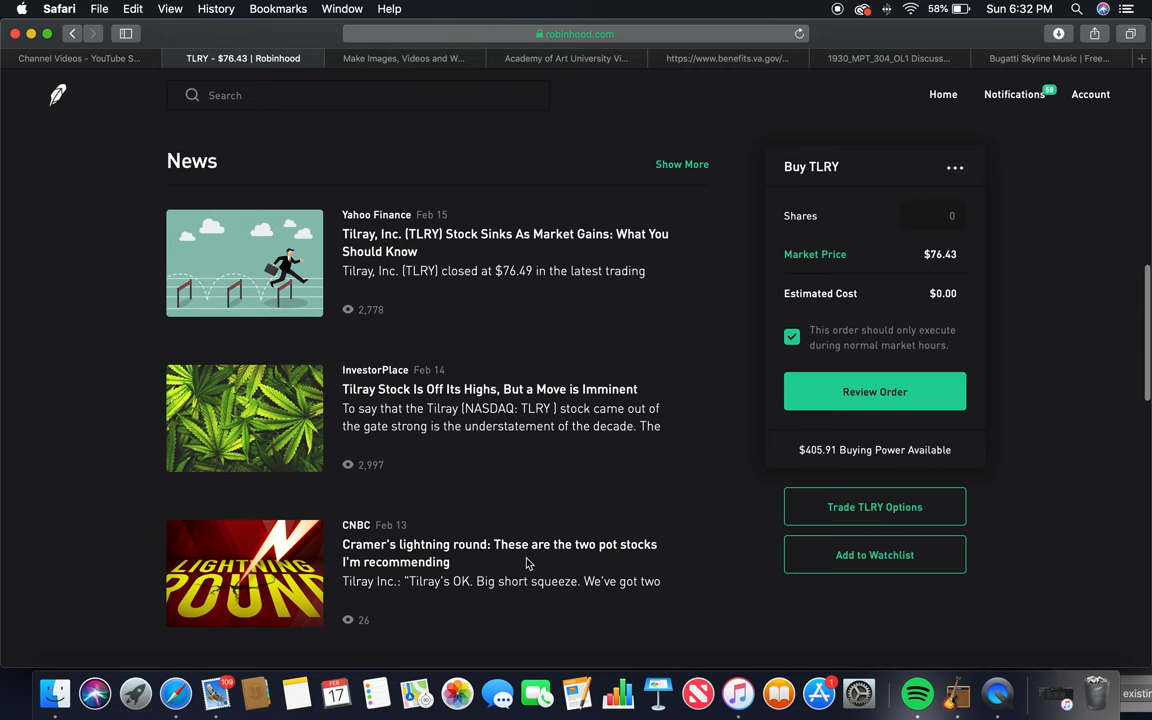 Safari File Edit View History Bookmarks Window Help 58% Sun 6:32 PM
robinhood.com
Channel Videos - YouTube S... TLRY - $76.43 | Robinhood Make Images, Videos and W... Academy of Art University Vi... https://www.benefits.va.gov/... 1930_MPT_304_OL1 Discuss... Bugatti Skyline Music | Free...
Search Home Notifications 58 Account
News Show More
Yahoo Finance Feb 15
Tilray, Inc. (TLRY) Stock Sinks As Market Gains: What You
Should Know
Tilray, Inc. (TLRY) closed at $76.49 in the latest trading
2,778
InvestorPlace Feb 14
Tilray Stock Is Off Its Highs, But a Move is Imminent
To say that the Tilray (NASDAQ: TLRY ) stock came out of
the gate strong is the understatement of the decade. The
2,997
LIGHTNING
ROUND
CNBC Feb 13
Cramer's lightning round: These are the two pot stocks
I'm recommending
Tilray Inc.: "Tilray's OK. Big short squeeze. We've got two
26
Buy TLRY
Shares 0
Market Price $76.43
Estimated Cost $0.00
This order should only execute
during normal market hours.
Review Order
$405.91 Buying Power Available
Trade TLRY Options
Add to Watchlist
109
FEB
17
1
existin